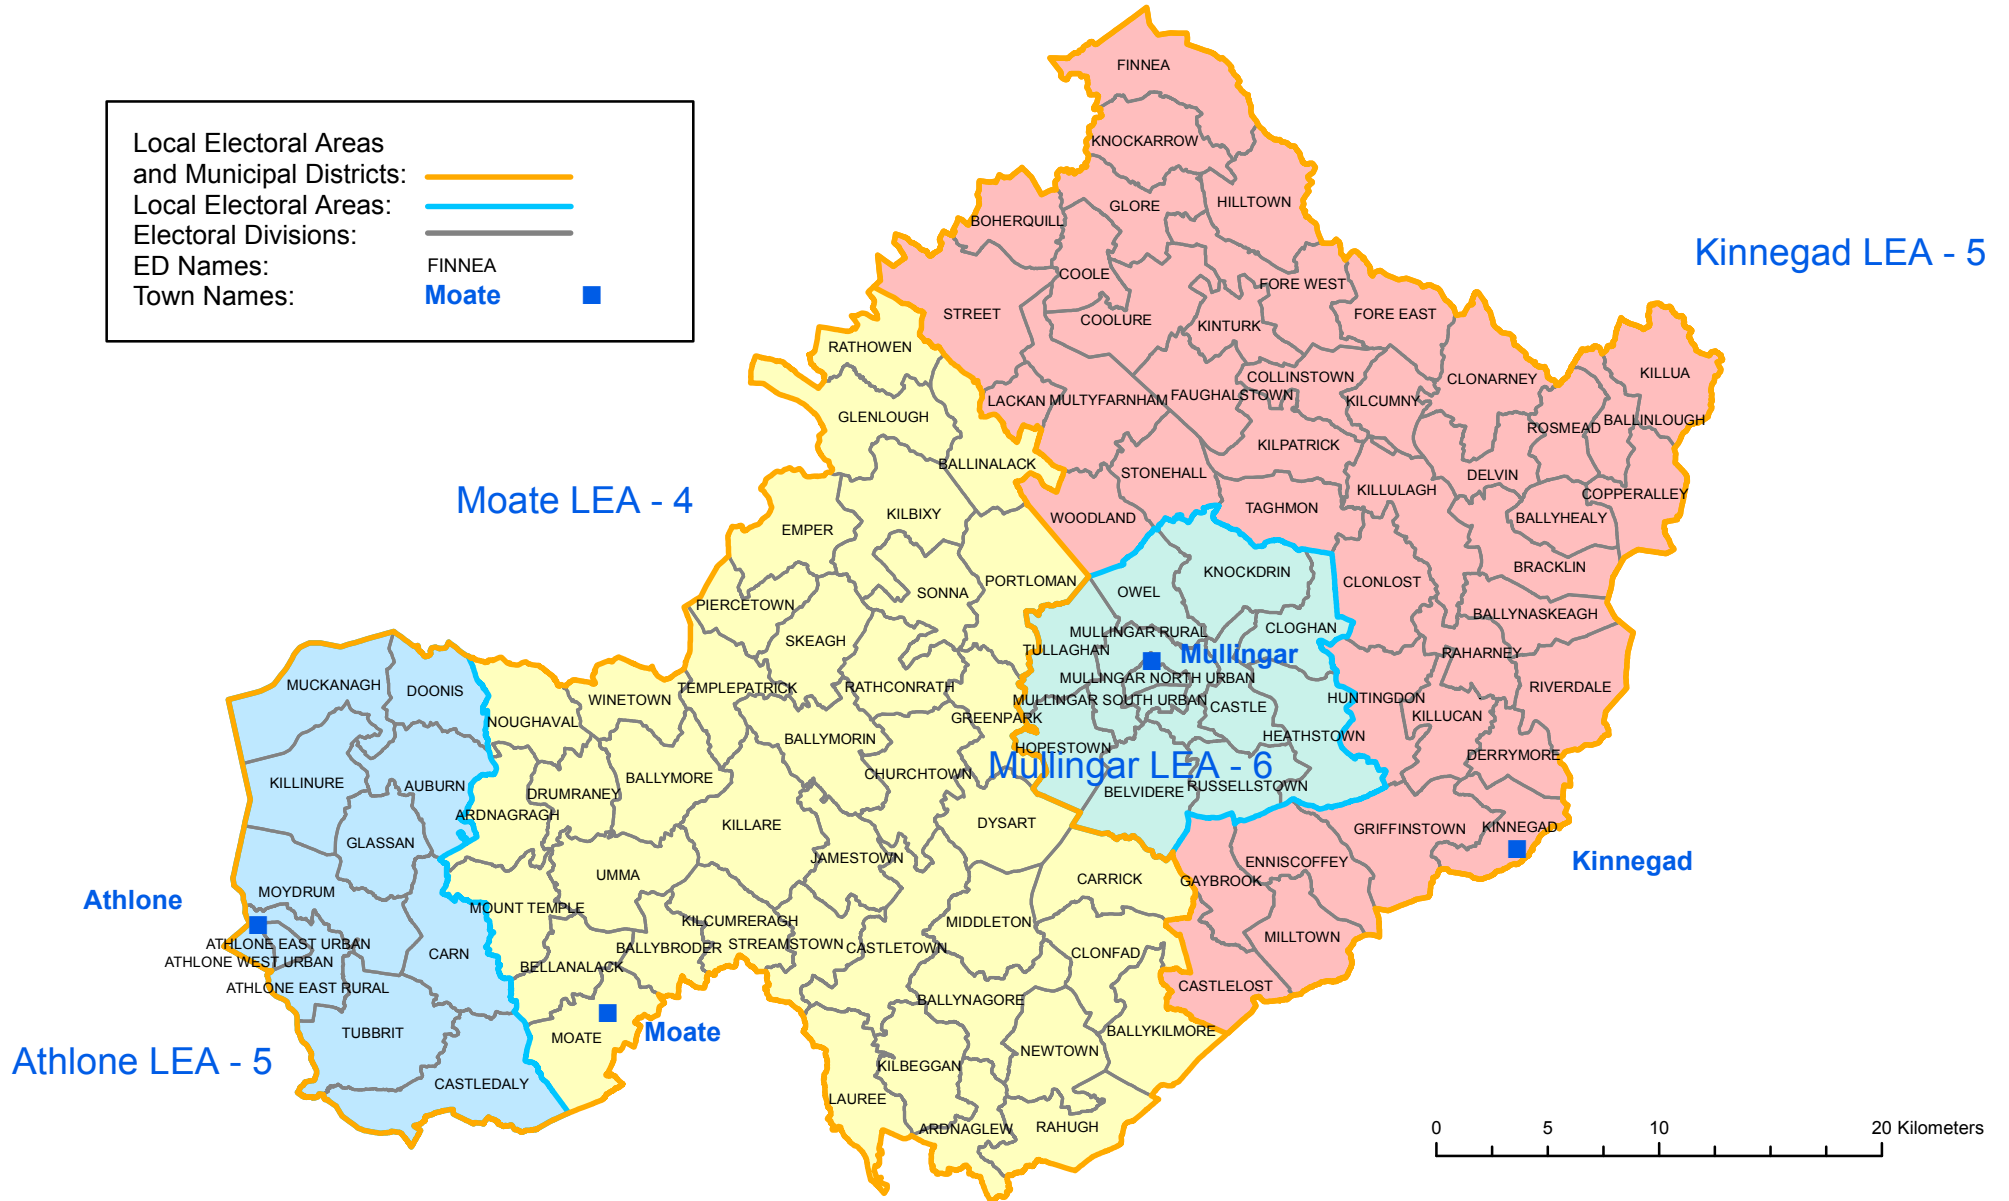 Local Electoral Areas
and Municipal Districts:
Local Electoral Areas:
Electoral Divisions:
ED Names: FINNEA
Town Names: Moate
Kinnegad LEA - 5
Moate LEA - 4
Mullingar LEA - 6
Athlone LEA - 5
Athlone
Moate
Mullingar
Kinnegad
FINNEA
KNOCKARROW
GLORE
HILLTOWN
BOHERQUILL
COOLE
FORE WEST
STREET
COOLURE
KINTURK
FORE EAST
COLLINSTOWN
CLONARNEY
KILLUA
LACKAN
MULTYFARNHAM
FAUGHALSTOWN
KILCUMNY
ROSMEAD
BALLINLOUGH
KILPATRICK
STONEHALL
DELVIN
KILLULAGH
COPPERALLEY
WOODLAND
TAGHMON
BALLYHEALY
BRACKLIN
CLONLOST
BALLYNASKEAGH
RAHARNEY
RIVERDALE
HUNTINGDON
KILLUCAN
DERRYMORE
GRIFFINSTOWN
KINNEGAD
ENNISCOFFEY
GAYBROOK
MILLTOWN
CASTLELOST
KNOCKDRIN
OWEL
CLOGHAN
MULLINGAR RURAL
TULLAGHAN
MULLINGAR NORTH URBAN
MULLINGAR SOUTH URBAN
CASTLE
HEATHSTOWN
HOPESTOWN
BELVIDERE
RUSSELLSTOWN
RATHOWEN
GLENLOUGH
BALLINALACK
KILBIXY
EMPER
PORTLOMAN
SONNA
PIERCETOWN
SKEAGH
TEMPLEPATRICK
RATHCONRATH
WINETOWN
NOUGHAVAL
GREENPARK
BALLYMORIN
BALLYMORE
CHURCHTOWN
DRUMRANEY
ARDNAGRAGH
KILLARE
DYSART
JAMESTOWN
UMMA
CARRICK
MOUNT TEMPLE
KILCUMRERAGH
MIDDLETON
BALLYBRODER
STREAMSTOWN
CASTLETOWN
CLONFAD
BELLANALACK
BALLYNAGORE
MOATE
BALLYKILMORE
NEWTOWN
KILBEGGAN
LAUREE
ARDNAGLEW
RAHUGH
MUCKANAGH
DOONIS
KILLINURE
AUBURN
GLASSAN
MOYDRUM
ATHLONE EAST URBAN
CARN
ATHLONE WEST URBAN
ATHLONE EAST RURAL
TUBBRIT
CASTLEDALY
0 5 10 20 Kilometers